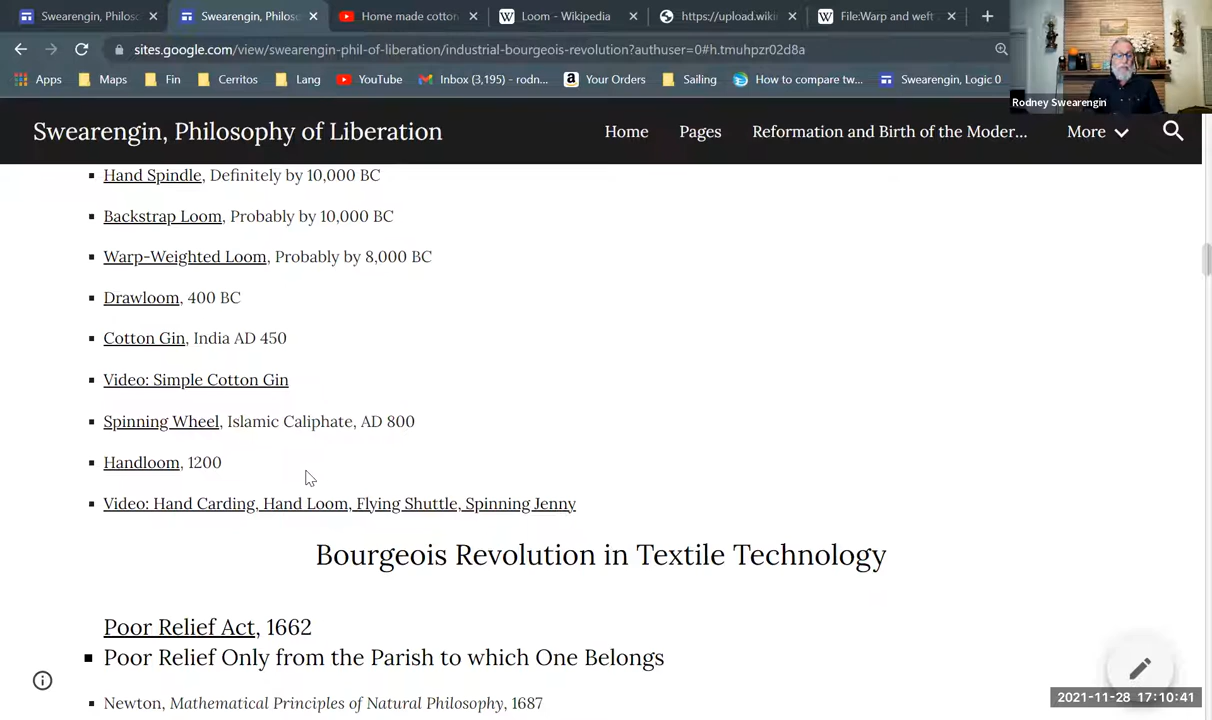 Swearengin, Philoso
Swearengin, Philoso
Home made cotton
Loom - Wikipedia
https://upload.wiki
File:Warp and weft
sites.google.com/view/swearengin-phil-of-liberation/industrial-bourgeois-revolution?authuser=0#h.tmuhpzr02d8a
Apps
Maps
Fin
Cerritos
Lang
YouTube
Inbox (3,195) - rodn...
Your Orders
Sailing
How to compare tw...
Swearengin, Logic 0
Rodney Swearengin
Swearengin, Philosophy of Liberation
Home
Pages
Reformation and Birth of the Moder...
More
Hand Spindle, Definitely by 10,000 BC
Backstrap Loom, Probably by 10,000 BC
Warp-Weighted Loom, Probably by 8,000 BC
Drawloom, 400 BC
Cotton Gin, India AD 450
Video: Simple Cotton Gin
Spinning Wheel, Islamic Caliphate, AD 800
Handloom, 1200
Video: Hand Carding, Hand Loom, Flying Shuttle, Spinning Jenny
Bourgeois Revolution in Textile Technology
Poor Relief Act, 1662
Poor Relief Only from the Parish to which One Belongs
Newton, Mathematical Principles of Natural Philosophy, 1687
2021-11-28 17:10:41